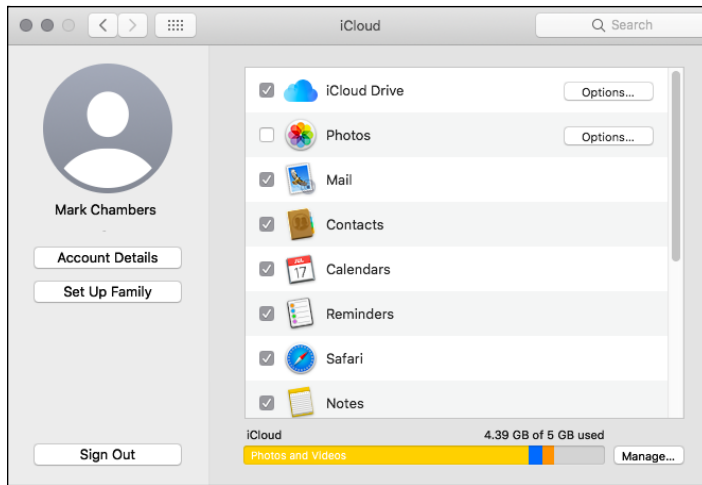 iCloud
Search
Mark Chambers
Account Details
Set Up Family
Sign Out
iCloud Drive
Options...
Photos
Options...
Mail
Contacts
JUL
17
Calendars
Reminders
Safari
Notes
iCloud
4.39 GB of 5 GB used
Photos and Videos
Manage...